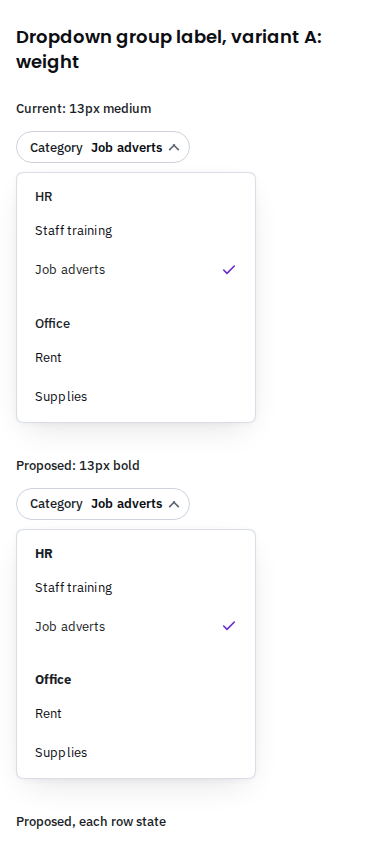 Dropdown group label, variant A:
weight
Current: 13px medium
Category Job adverts
HR
Staff training
Job adverts
Office
Rent
Supplies
Proposed: 13px bold
Category Job adverts
HR
Staff training
Job adverts
Office
Rent
Supplies
Proposed, each row state